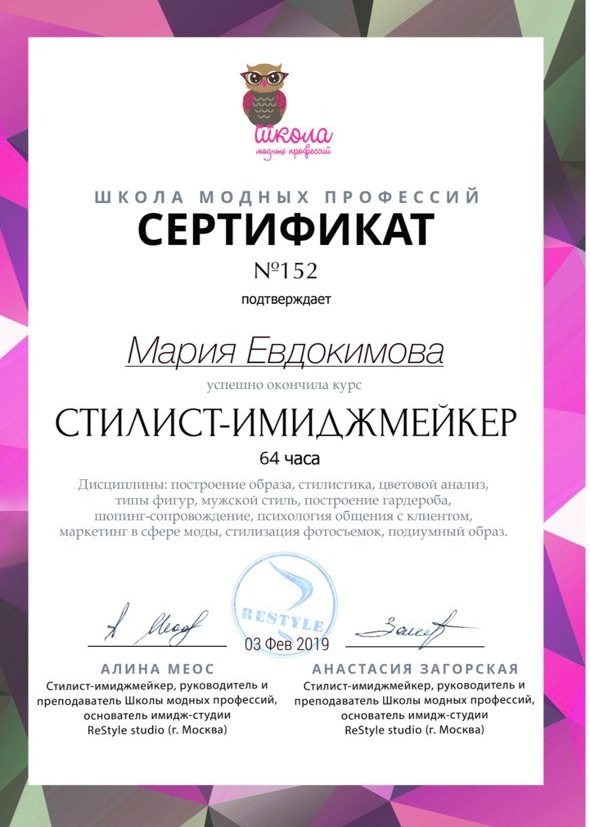 Школа
модных профессий
ШКОЛА МОДНЫХ ПРОФЕССИЙ
СЕРТИФИКАТ
№152
подтверждает
Мария Евдокимова
успешно окончила курс
СТИЛИСТ-ИМИДЖМЕЙКЕР
64 часа
Дисциплины: построение образа, стилистика, цветовой анализ,
типы фигур, мужской стиль, построение гардероба,
шопинг-сопровождение, психология общения с клиентом,
маркетинг в сфере моды, стилизация фотосъемок, подиумный образ.
RESTYLE
03 Фев 2019
АЛИНА МЕОС
Стилист-имиджмейкер, руководитель и
преподаватель Школы модных профессий,
основатель имидж-студии
ReStyle studio (г. Москва)
АНАСТАСИЯ ЗАГОРСКАЯ
Стилист-имиджмейкер, руководитель и
преподаватель Школы модных профессий,
основатель имидж-студии
ReStyle studio (г. Москва)